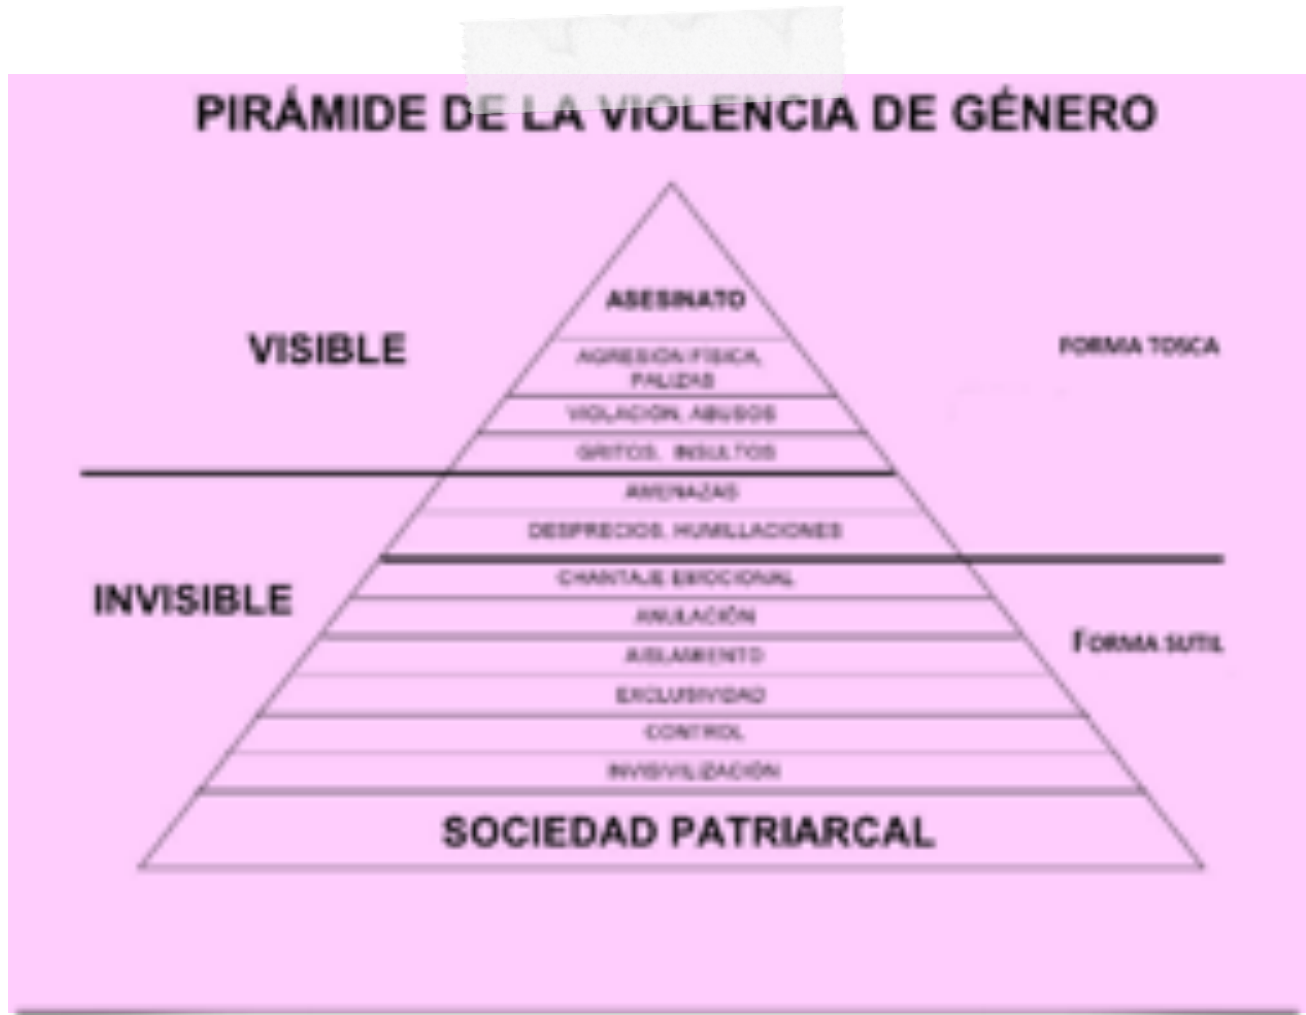 PIRÁMIDE DE LA VIOLENCIA DE GÉNERO
ASESINATO
VISIBLE
FORMA TOSCA
AGRESIÓN FÍSICA,
PALIZAS
VIOLACIÓN, ABUSOS
GRITOS, INSULTOS
AMENAZAS
DESPRECIOS, HUMILLACIONES
CHANTAJE EMOCIONAL
INVISIBLE
ANULACIÓN
FORMA SUTIL
AISLAMIENTO
EXCLUSIVIDAD
CONTROL
INVISIVILIZACIÓN
SOCIEDAD PATRIARCAL